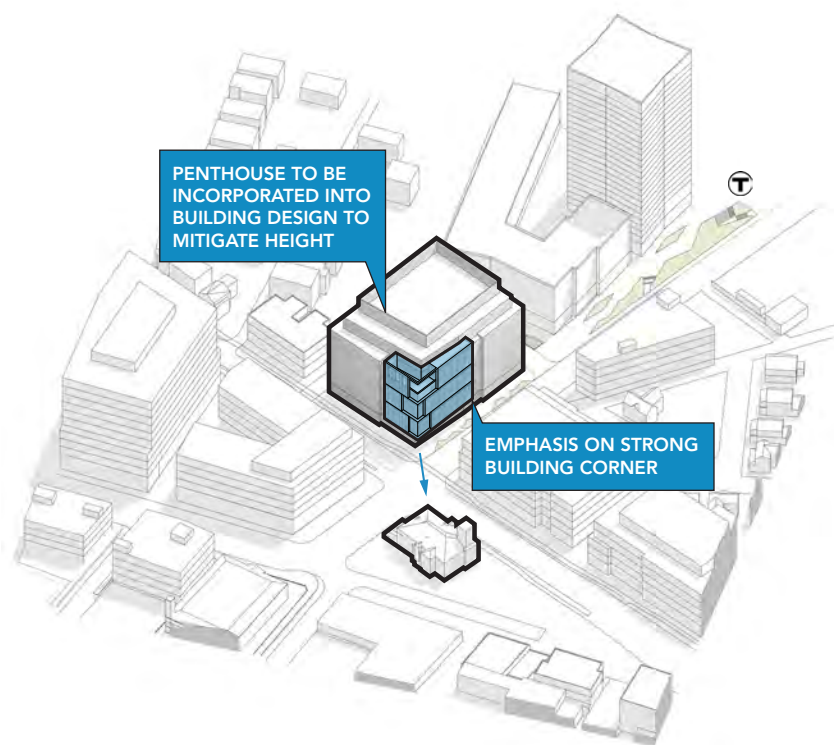 PENTHOUSE TO BE
INCORPORATED INTO
BUILDING DESIGN TO
MITIGATE HEIGHT
T
EMPHASIS ON STRONG
BUILDING CORNER